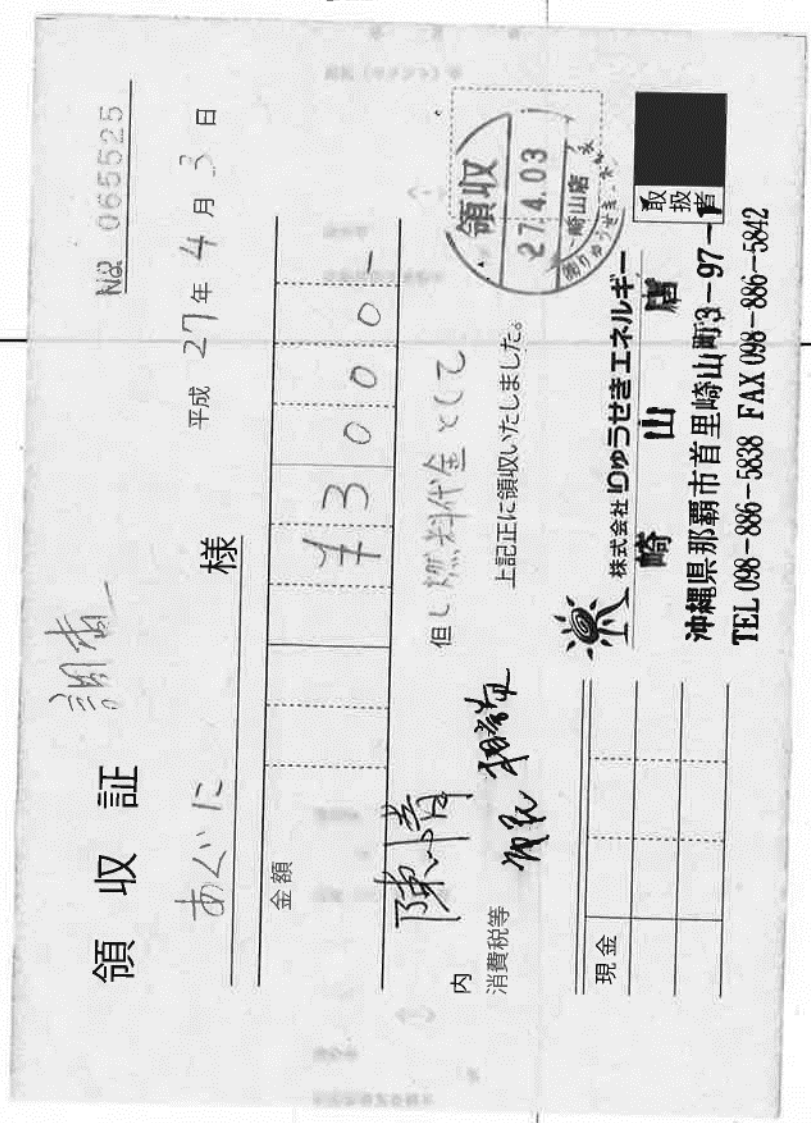 領収証
調査
№ 065525
あぐに 様
平成 27年 4月 3日
金額 ¥3000-
但し 燃料代金として
上記正に領収いたしました。
内
消費税等
陳情
現金
領収
27.4.03
崎山店
株式会社りゅうせきエネルギー
崎山店
沖縄県那覇市首里崎山町3-97-1
TEL 098-886-5838 FAX 098-886-5842
取扱者